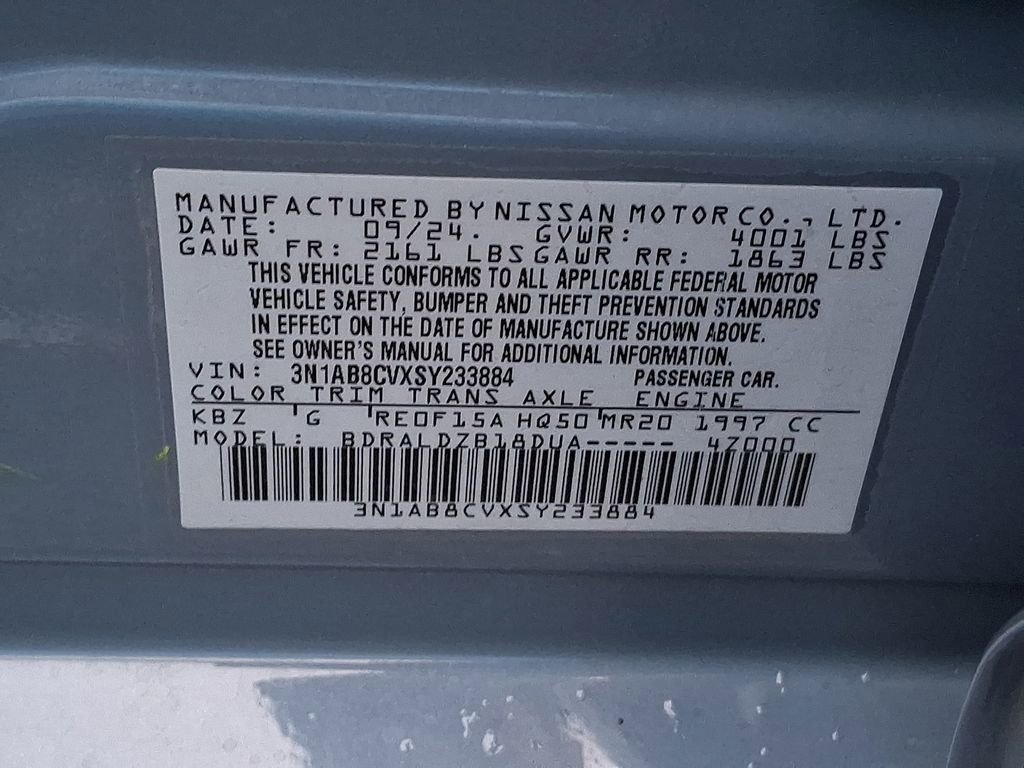 MANUFACTURED BY NISSAN MOTOR CO., LTD.
DATE: 09/24. GVWR: 4001 LBS
GAWR FR: 2161 LBS GAWR RR: 1863 LBS
THIS VEHICLE CONFORMS TO ALL APPLICABLE FEDERAL MOTOR
VEHICLE SAFETY, BUMPER AND THEFT PREVENTION STANDARDS
IN EFFECT ON THE DATE OF MANUFACTURE SHOWN ABOVE.
SEE OWNER'S MANUAL FOR ADDITIONAL INFORMATION.
VIN: 3N1AB8CVXSY233884 PASSENGER CAR.
COLOR TRIM TRANS AXLE ENGINE
KBZ G RE0F15A HQ50 MR20 1997 CC
MODEL: BDRALDZB18DUA----- 4Z000
3N1AB8CVXSY233884